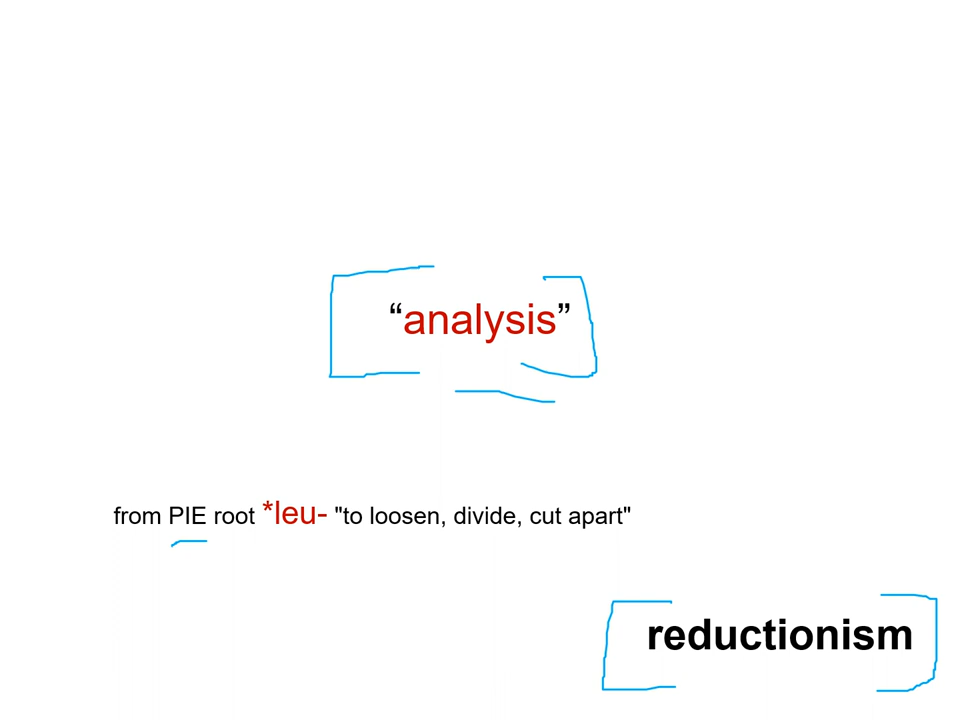 “analysis”
from PIE root *leu- "to loosen, divide, cut apart"
reductionism